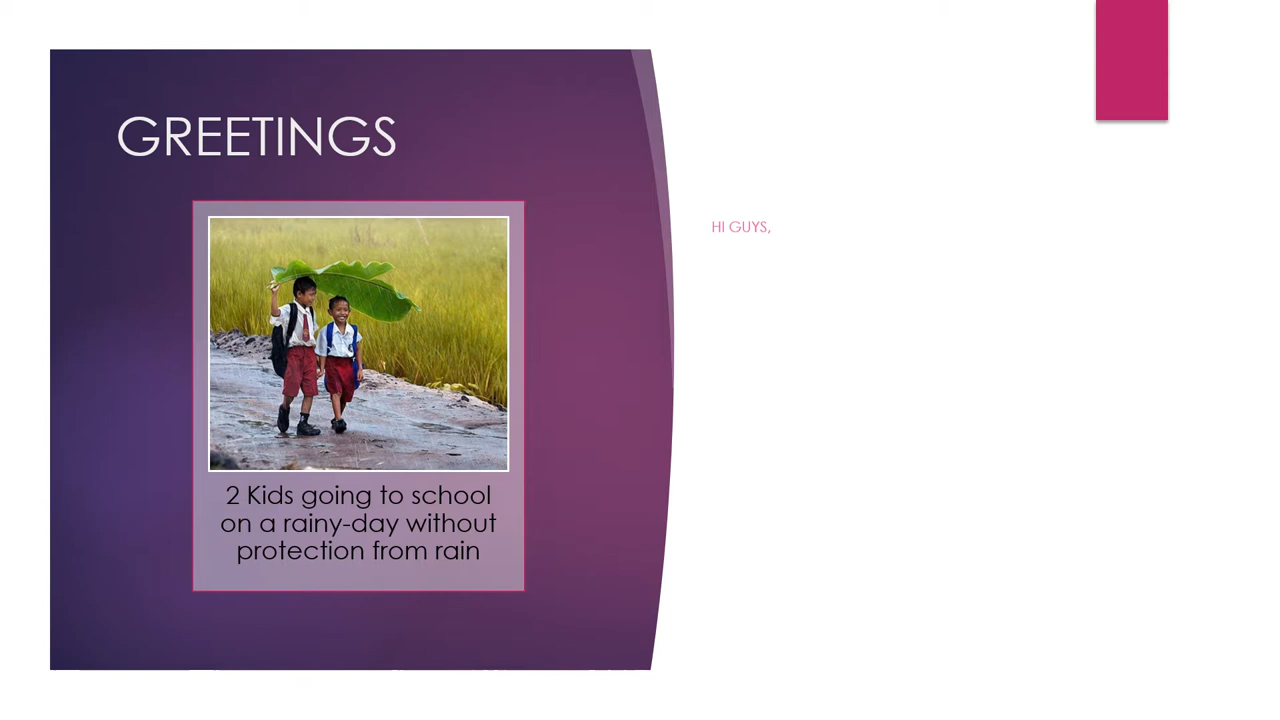 GREETINGS
2 Kids going to school
on a rainy-day without
protection from rain
HI GUYS,